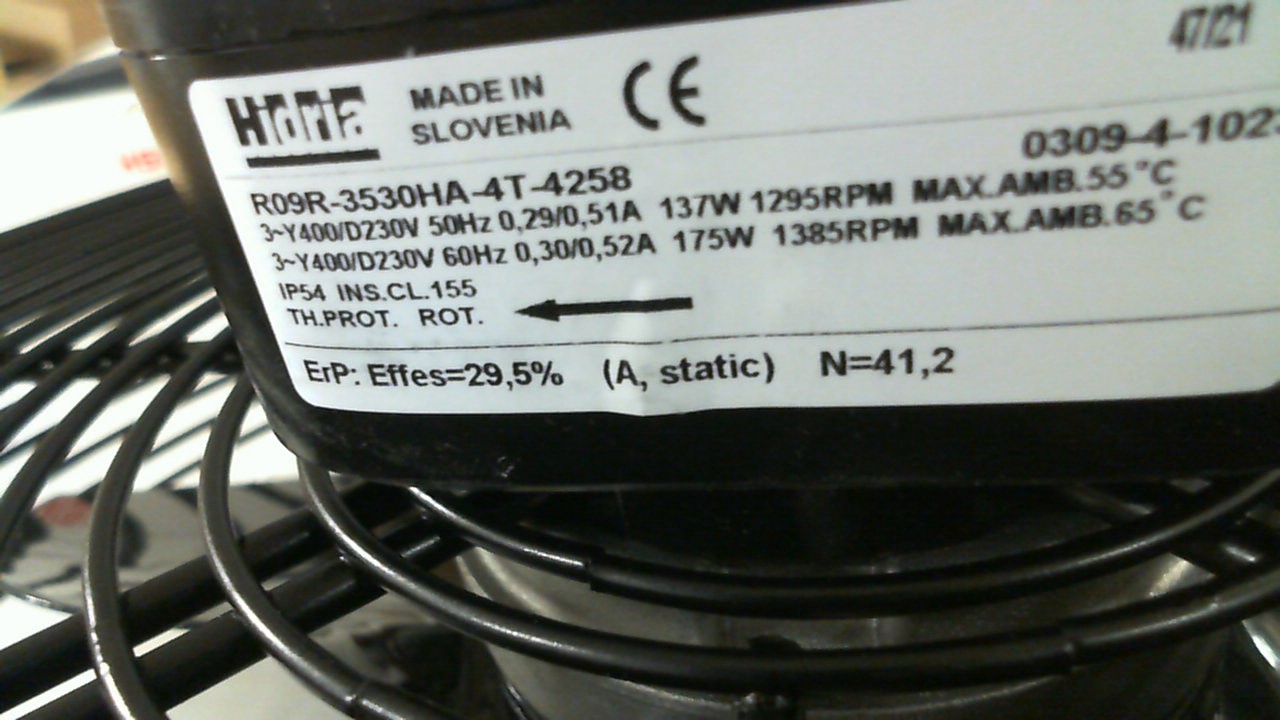 47/21
Hidria MADE IN SLOVENIA CE
0309-4-102
R09R-3530HA-4T-4258
3~Y400/D230V 50Hz 0,29/0,51A 137W 1295RPM MAX.AMB.55°C
3~Y400/D230V 60Hz 0,30/0,52A 175W 1385RPM MAX.AMB.65°C
IP54 INS.CL.155
TH.PROT. ROT.
ErP: Effes=29,5% (A, static) N=41,2